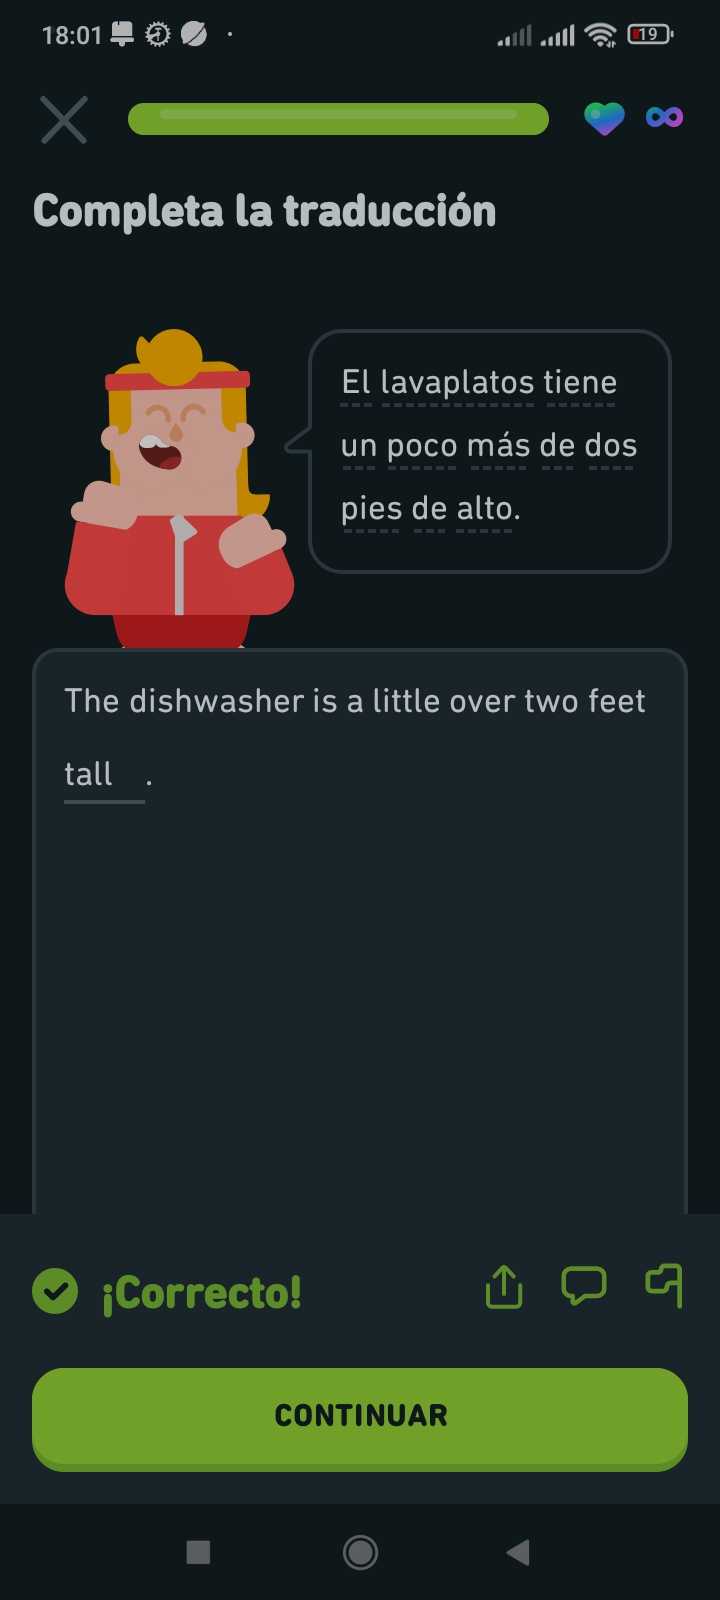 18:01
19
Completa la traducción
El lavaplatos tiene
un poco más de dos
pies de alto.
The dishwasher is a little over two feet
tall .
¡Correcto!
CONTINUAR